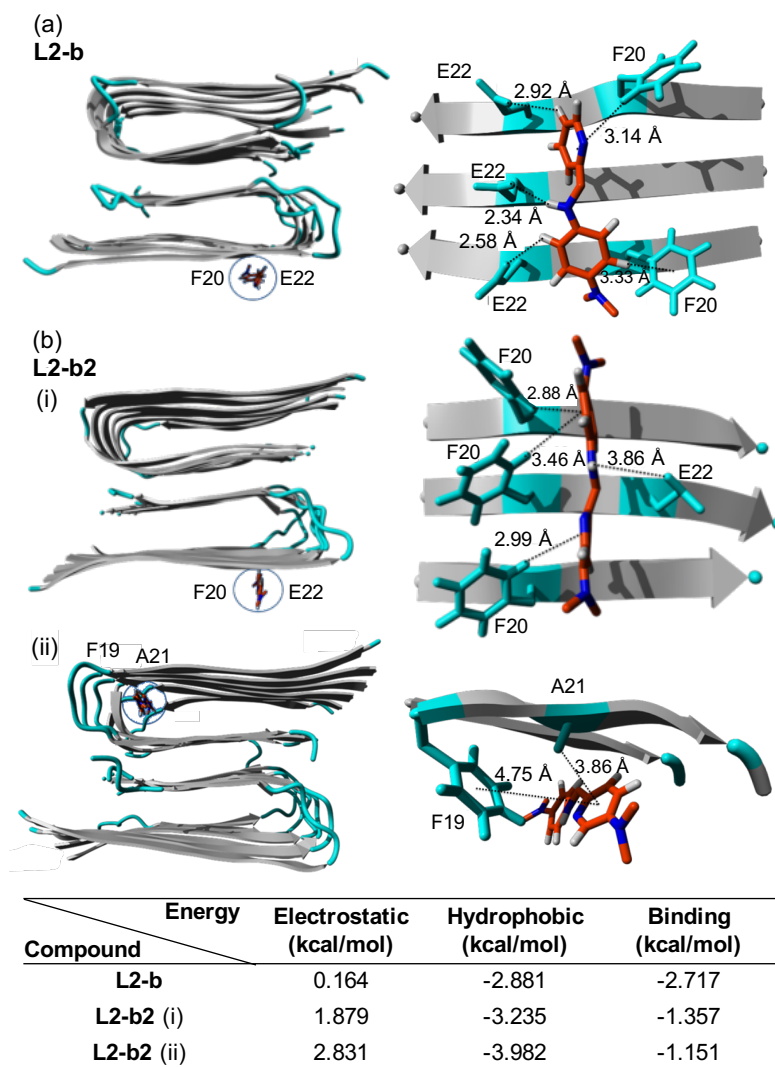 (a)
L2-b
F20 E22
E22
F20
2.92 Å
3.14 Å
E22
2.34 Å
2.58 Å
E22
3.33 Å
F20
(b)
L2-b2
(i)
F20 E22
F20
2.88 Å
F20
3.46 Å
3.86 Å
E22
2.99 Å
F20
(ii)
F19 A21
A21
4.75 Å
3.86 Å
F19
Energy Electrostatic Hydrophobic Binding
Compound (kcal/mol) (kcal/mol) (kcal/mol)
L2-b 0.164 -2.881 -2.717
L2-b2 (i) 1.879 -3.235 -1.357
L2-b2 (ii) 2.831 -3.982 -1.151